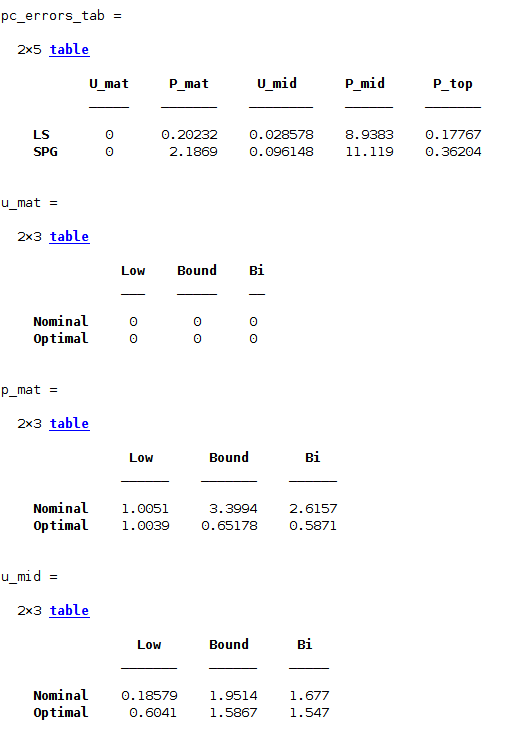 pc_errors_tab =
2×5 table
U_mat P_mat U_mid P_mid P_top
LS 0 0.20232 0.028578 8.9383 0.17767
SPG 0 2.1869 0.096148 11.119 0.36204
u_mat =
2×3 table
Low Bound Bi
Nominal 0 0 0
Optimal 0 0 0
p_mat =
2×3 table
Low Bound Bi
Nominal 1.0051 3.3994 2.6157
Optimal 1.0039 0.65178 0.5871
u_mid =
2×3 table
Low Bound Bi
Nominal 0.18579 1.9514 1.677
Optimal 0.6041 1.5867 1.547